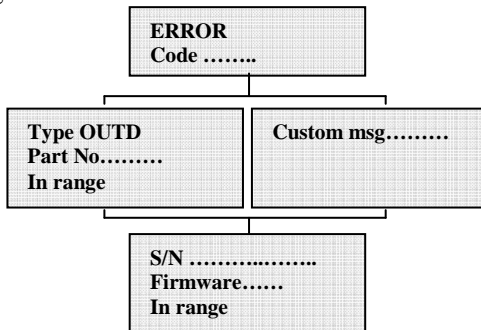 ERROR
Code ........
Type OUTD
Part No.........
In range
Custom msg.........
S/N ...........……..
Firmware……
In range